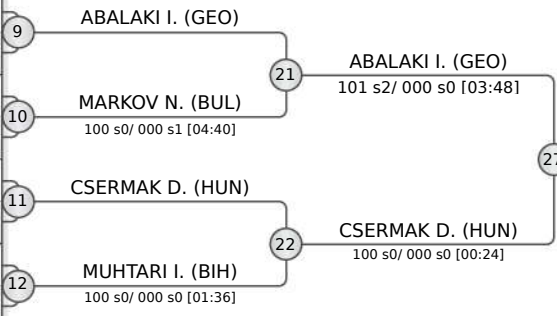 9
ABALAKI I. (GEO)
21
ABALAKI I. (GEO)
101 s2/ 000 s0 [03:48]
10
MARKOV N. (BUL)
100 s0/ 000 s1 [04:40]
27
11
CSERMAK D. (HUN)
22
CSERMAK D. (HUN)
100 s0/ 000 s0 [00:24]
12
MUHTARI I. (BIH)
100 s0/ 000 s0 [01:36]